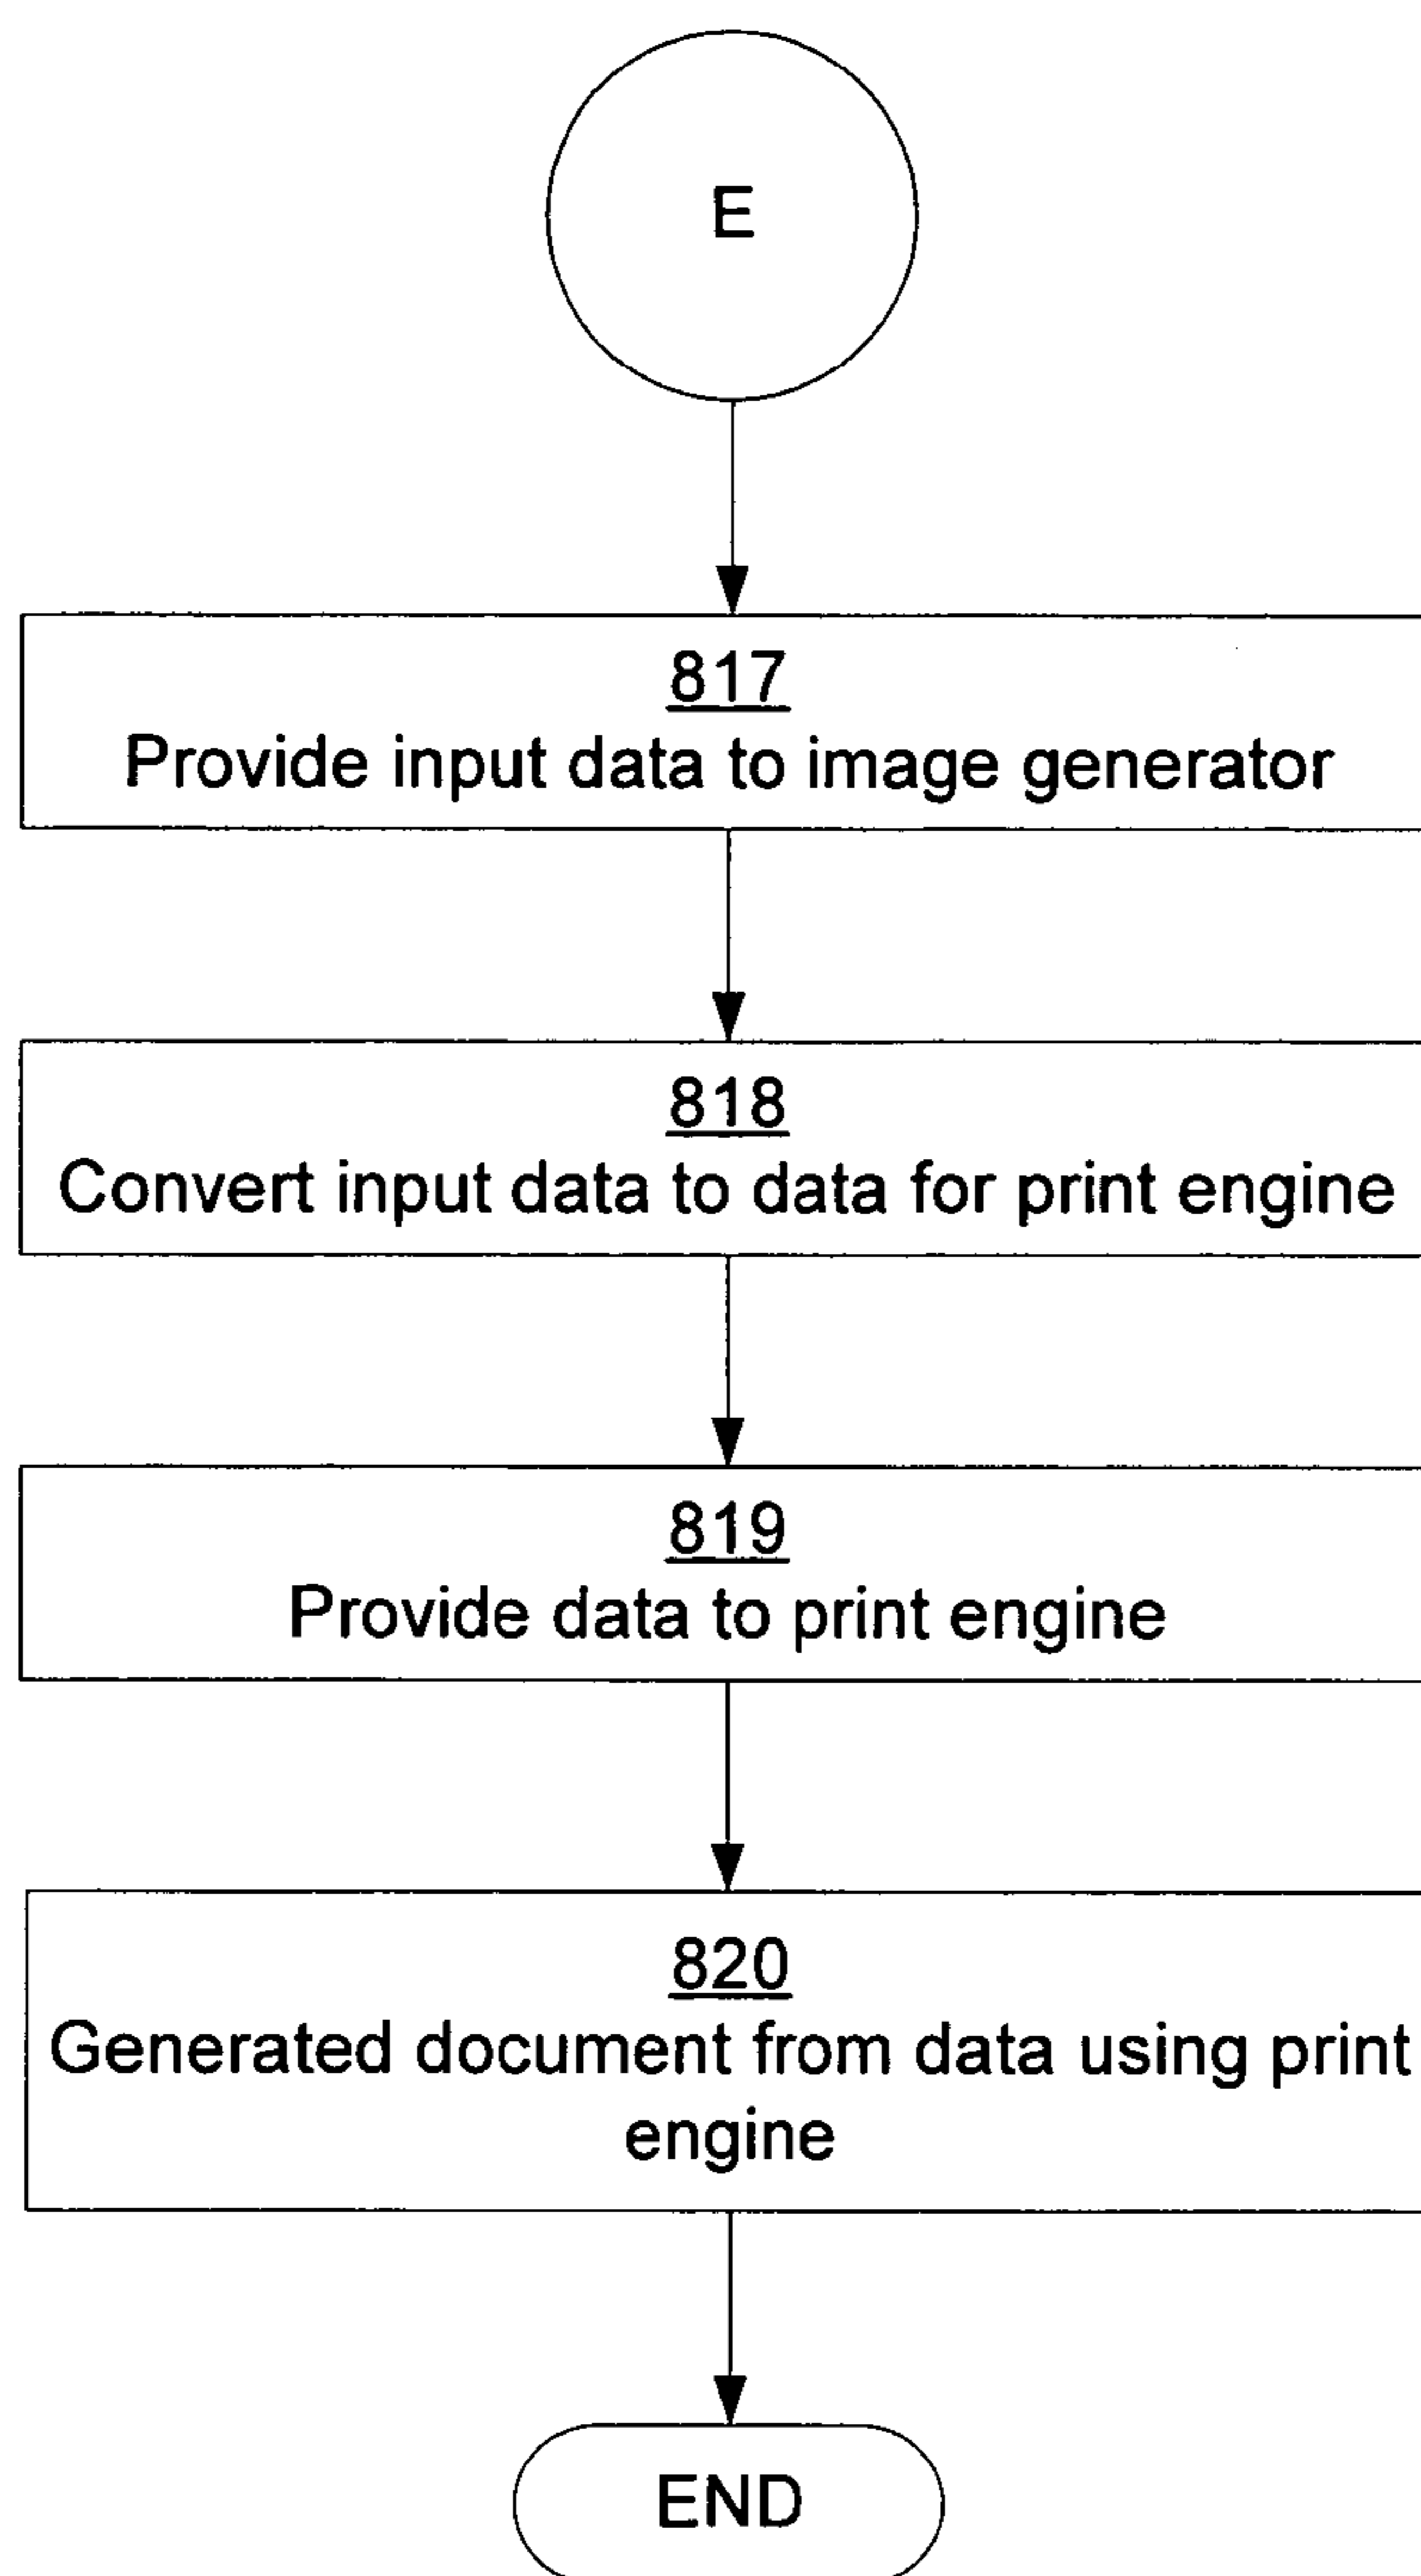 E
817
Provide input data to image generator
818
Convert input data to data for print engine
819
Provide data to print engine
820
Generated document from data using print
engine
END